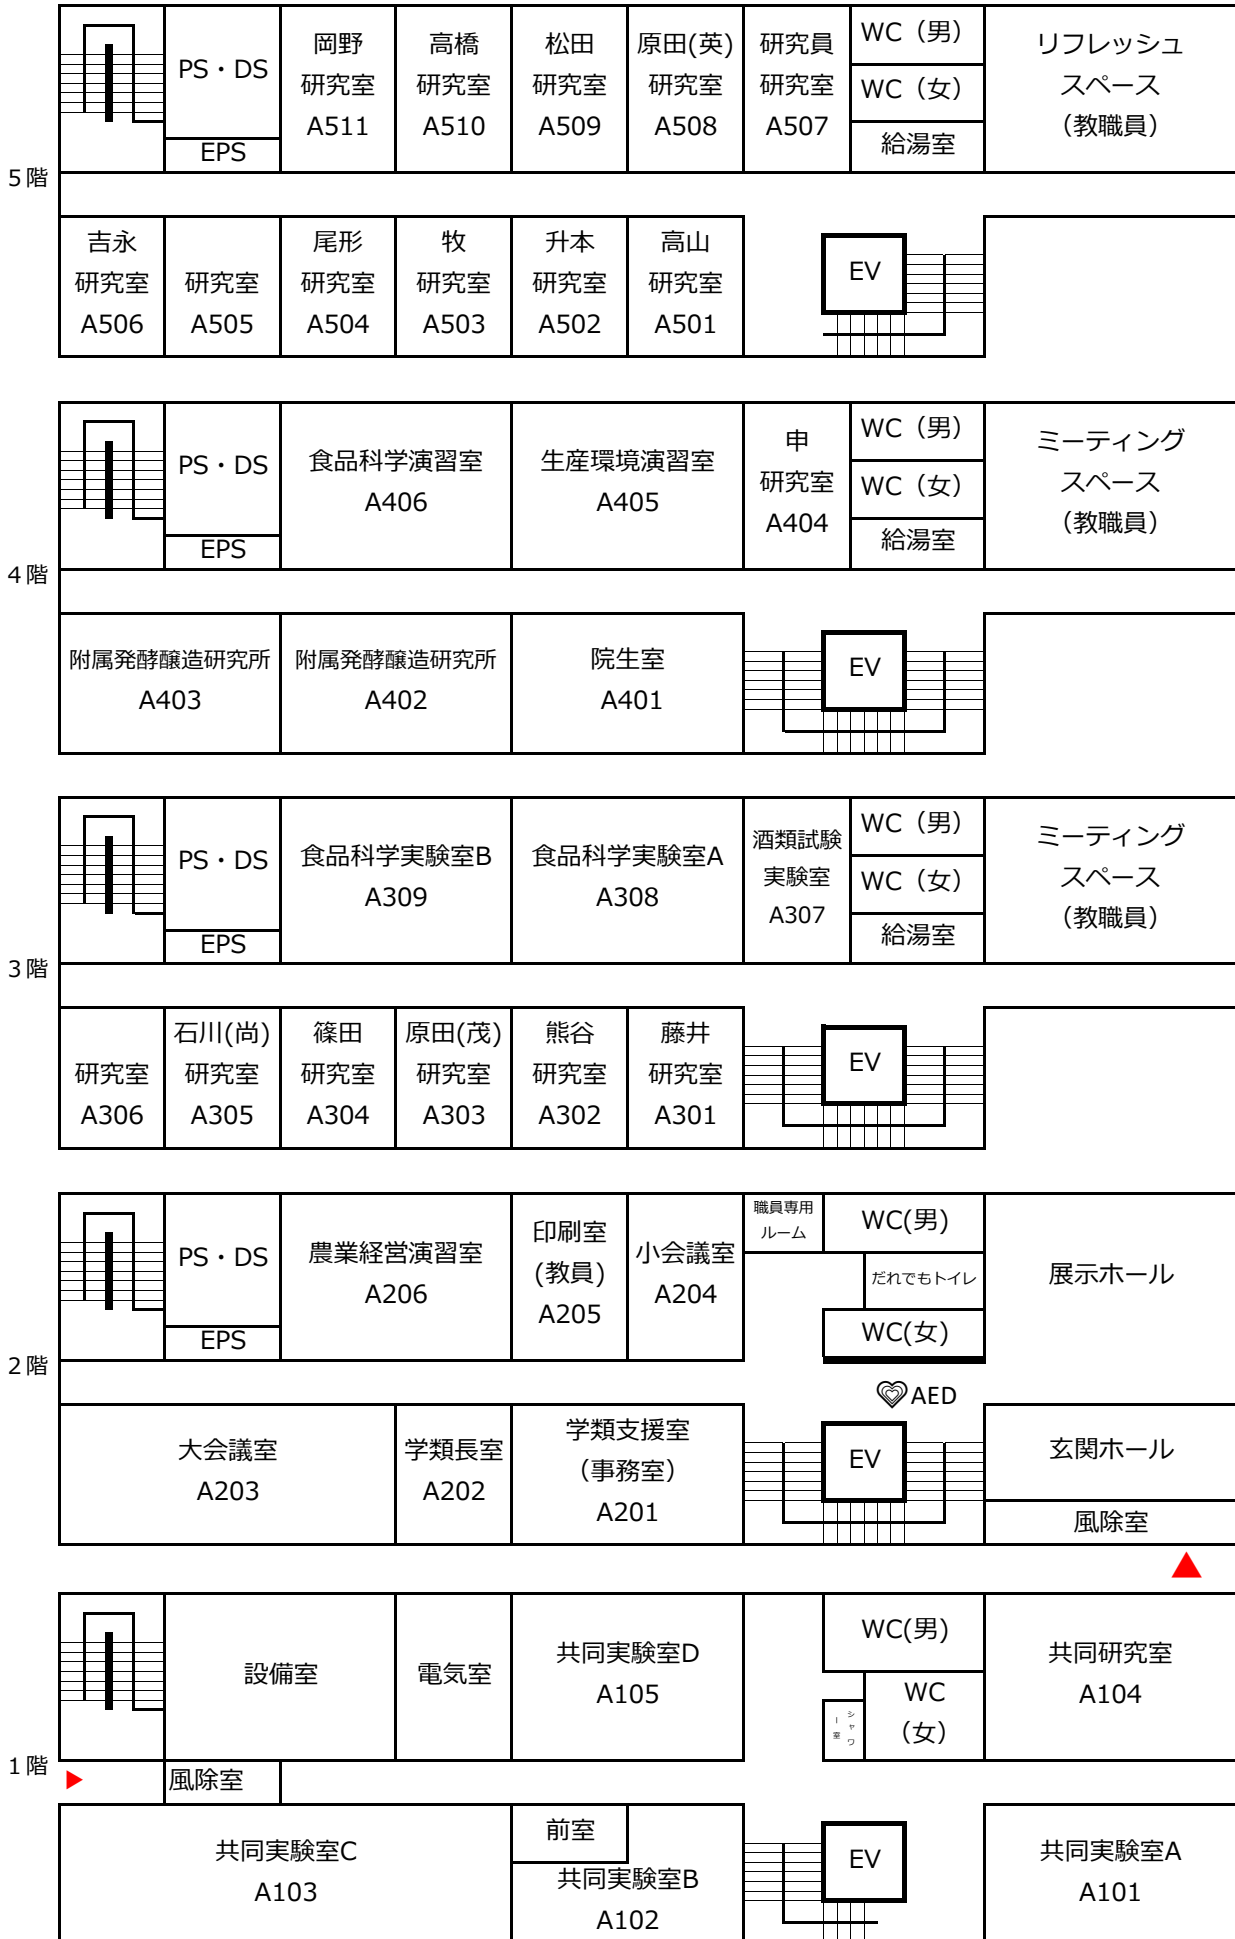 5階
PS・DS
EPS
岡野
研究室
A511
高橋
研究室
A510
松田
研究室
A509
原田(英)
研究室
A508
研究員
研究室
A507
WC（男）
WC（女）
給湯室
リフレッシュ
スペース
（教職員）
吉永
研究室
A506
研究室
A505
尾形
研究室
A504
牧
研究室
A503
升本
研究室
A502
高山
研究室
A501
EV
4階
PS・DS
EPS
食品科学演習室
A406
生産環境演習室
A405
申
研究室
A404
WC（男）
WC（女）
給湯室
ミーティング
スペース
（教職員）
附属発酵醸造研究所
A403
附属発酵醸造研究所
A402
院生室
A401
EV
3階
PS・DS
EPS
食品科学実験室B
A309
食品科学実験室A
A308
酒類試験
実験室
A307
WC（男）
WC（女）
給湯室
ミーティング
スペース
（教職員）
研究室
A306
石川(尚)
研究室
A305
篠田
研究室
A304
原田(茂)
研究室
A303
熊谷
研究室
A302
藤井
研究室
A301
EV
2階
PS・DS
EPS
農業経営演習室
A206
印刷室
(教員)
A205
小会議室
A204
職員専用
ルーム
WC(男)
だれでもトイレ
WC(女)
展示ホール
AED
大会議室
A203
学類長室
A202
学類支援室
（事務室）
A201
EV
玄関ホール
風除室
1階
設備室
電気室
共同実験室D
A105
WC(男)
WC
（女）
シャワ
ー室
共同研究室
A104
風除室
共同実験室C
A103
前室
共同実験室B
A102
EV
共同実験室A
A101